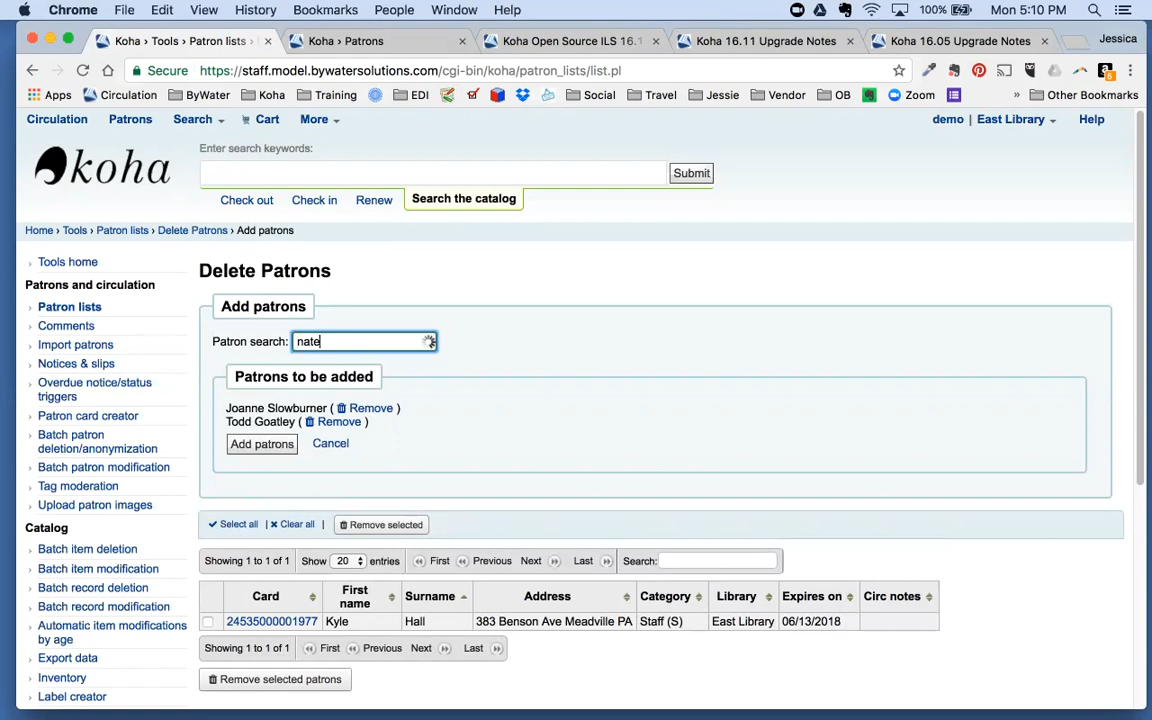 Chrome File Edit View History Bookmarks People Window Help 100% Mon 5:10 PM
Koha › Tools › Patron lists › × Koha › Patrons × Koha Open Source ILS 16.1 × Koha 16.11 Upgrade Notes × Koha 16.05 Upgrade Notes × Jessica
Secure https://staff.model.bywatersolutions.com/cgi-bin/koha/patron_lists/list.pl
Apps Circulation ByWater Koha Training EDI Social Travel Jessie Vendor OB Zoom » Other Bookmarks
Circulation Patrons Search Cart More demo | East Library Help
koha
Enter search keywords:
Submit
Check out Check in Renew Search the catalog
Home › Tools › Patron lists › Delete Patrons › Add patrons
Tools home
Patrons and circulation
Patron lists
Comments
Import patrons
Notices & slips
Overdue notice/status
triggers
Patron card creator
Batch patron
deletion/anonymization
Batch patron modification
Tag moderation
Upload patron images
Catalog
Batch item deletion
Batch item modification
Batch record deletion
Batch record modification
Automatic item modifications
by age
Export data
Inventory
Label creator
Delete Patrons
Add patrons
Patron search: nate
Patrons to be added
Joanne Slowburner ( Remove )
Todd Goatley ( Remove )
Add patrons Cancel
Select all | Clear all | Remove selected
Showing 1 to 1 of 1 Show 20 entries First Previous Next Last Search:
Card First name Surname Address Category Library Expires on Circ notes
24535000001977 Kyle Hall 383 Benson Ave Meadville PA Staff (S) East Library 06/13/2018
Showing 1 to 1 of 1 First Previous Next Last
Remove selected patrons